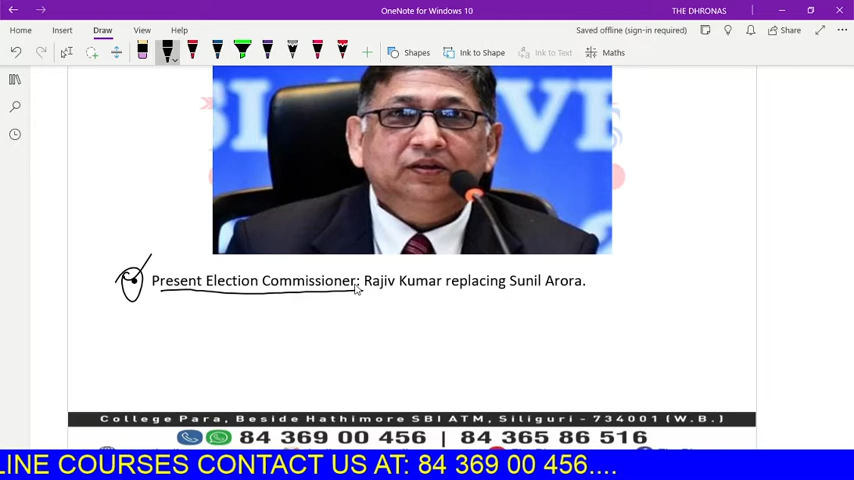 OneNote for Windows 10
THE DHRONAS
Home Insert Draw View Help
Saved offline (sign in required)
Share
Shapes
Ink to Shape
Ink to Text
Maths
Present Election Commissioner: Rajiv Kumar replacing Sunil Arora.
College Para, Beside Hathimore SBI ATM, Siliguri - 734001 (W.B.)
84 369 00 456 | 84 365 86 516
LINE COURSES CONTACT US AT: 84 369 00 456....